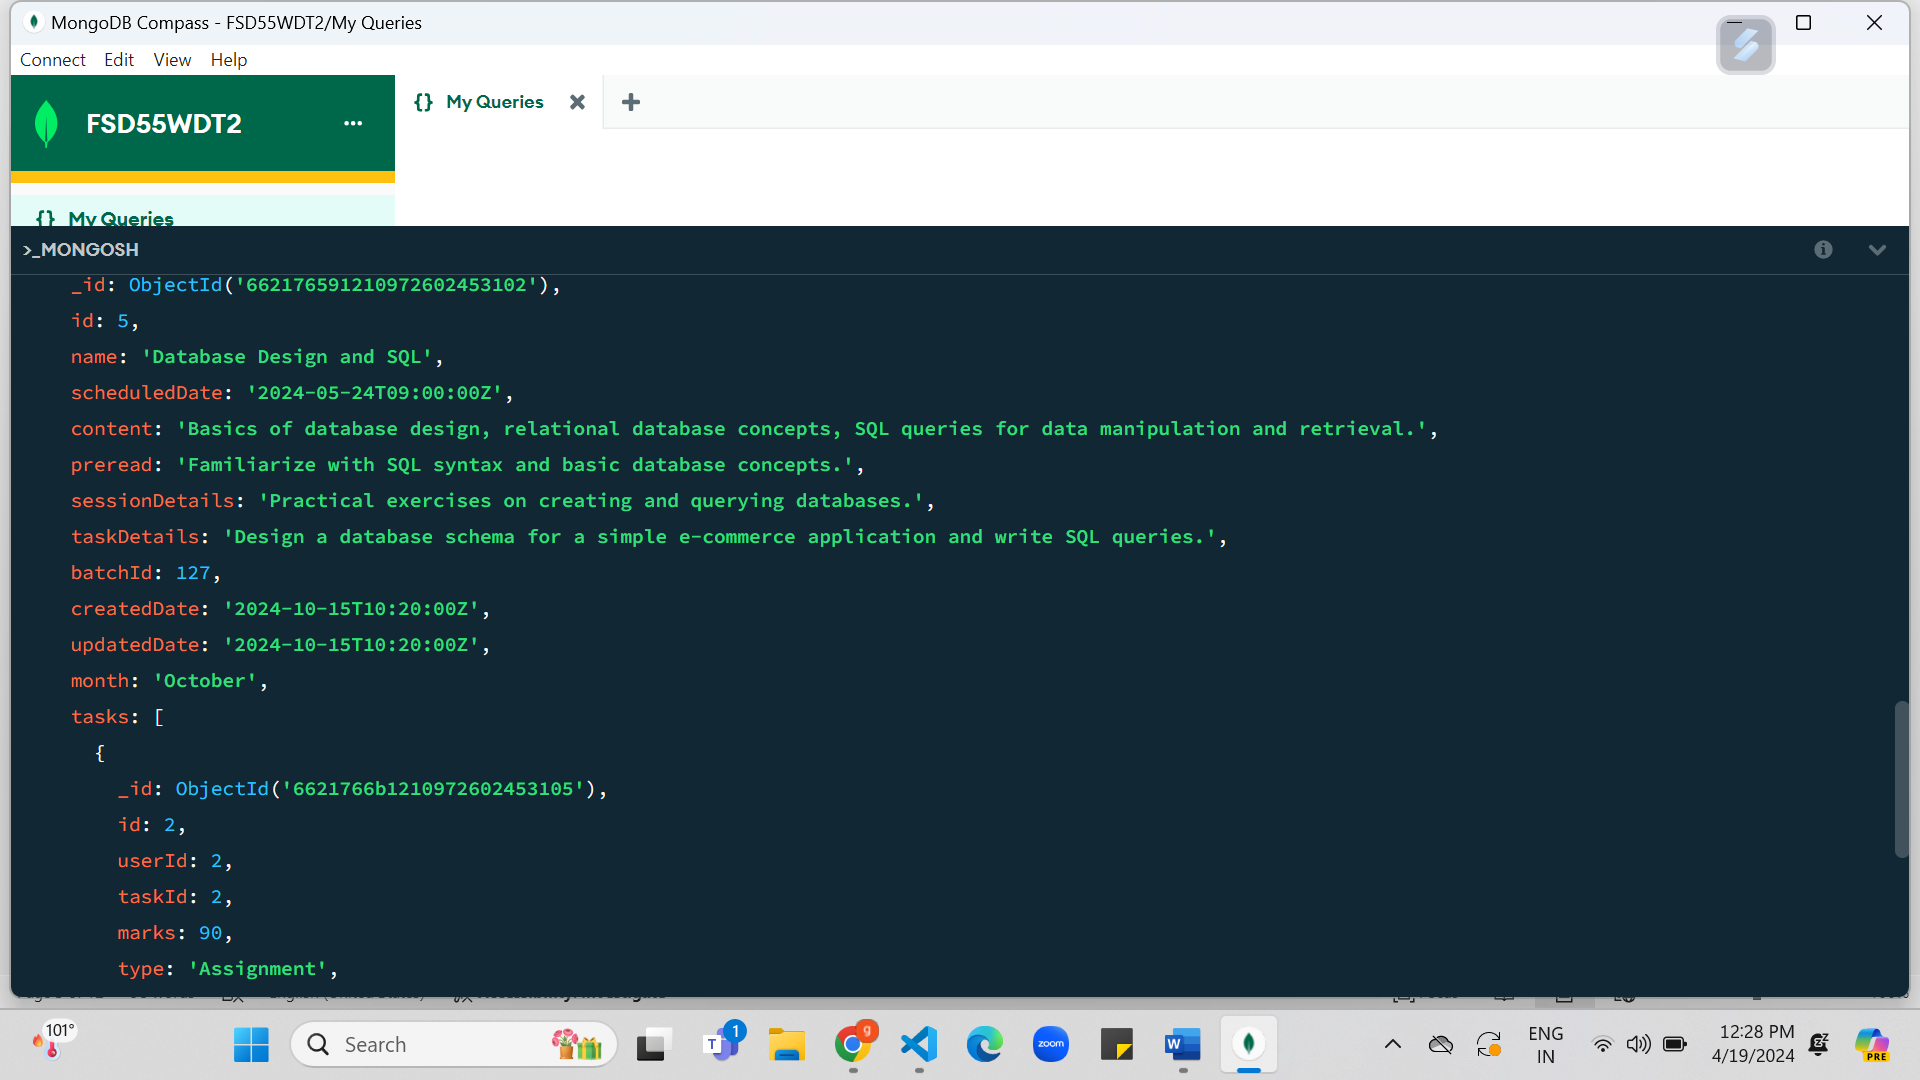 MongoDB Compass - FSD55WDT2/My Queries
Connect Edit View Help
FSD55WDT2
...
{} My Queries
{} My Queries
>_MONGOSH
_id: ObjectId('662176591210972602453102'),
id: 5,
name: 'Database Design and SQL',
scheduledDate: '2024-05-24T09:00:00Z',
content: 'Basics of database design, relational database concepts, SQL queries for data manipulation and retrieval.',
preread: 'Familiarize with SQL syntax and basic database concepts.',
sessionDetails: 'Practical exercises on creating and querying databases.',
taskDetails: 'Design a database schema for a simple e-commerce application and write SQL queries.',
batchId: 127,
createdDate: '2024-10-15T10:20:00Z',
updatedDate: '2024-10-15T10:20:00Z',
month: 'October',
tasks: [
{
_id: ObjectId('6621766b1210972602453105'),
id: 2,
userId: 2,
taskId: 2,
marks: 90,
type: 'Assignment',
101°
Search
T 1
g
zoom
W
ENG
IN
12:28 PM
4/19/2024
PRE